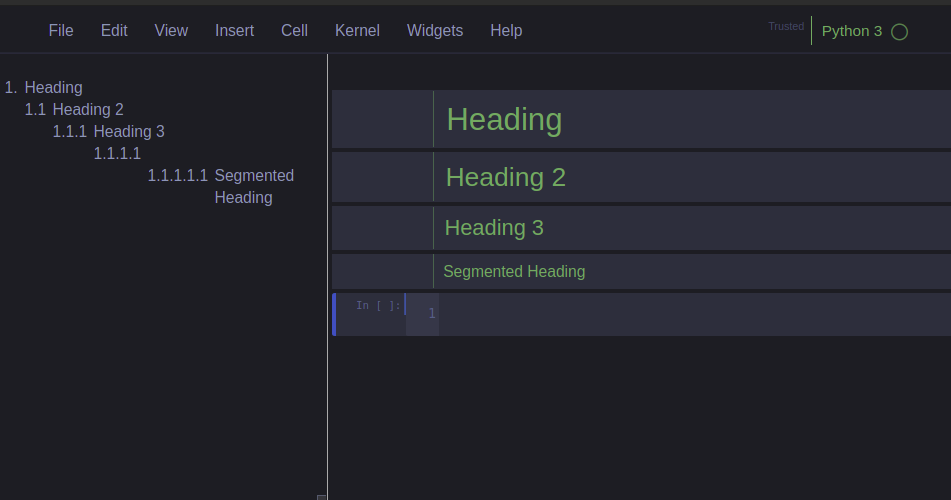 File Edit View Insert Cell Kernel Widgets Help Trusted Python 3
1. Heading
1.1 Heading 2
1.1.1 Heading 3
1.1.1.1
1.1.1.1.1 Segmented
Heading
Heading
Heading 2
Heading 3
Segmented Heading
In [ ]: 1